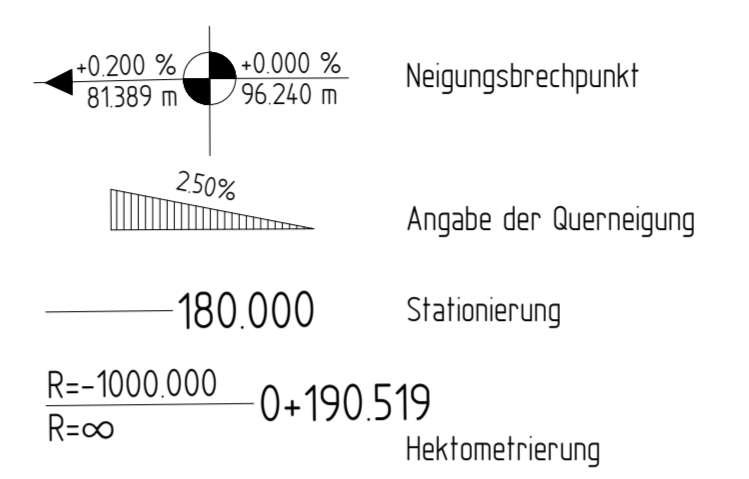 +0.200 % +0.000 %
81.389 m 96.240 m
Neigungsbrechpunkt
2.50%
Angabe der Querneigung
180.000
Stationierung
R=-1000.000
R=∞
0+190.519
Hektometrierung